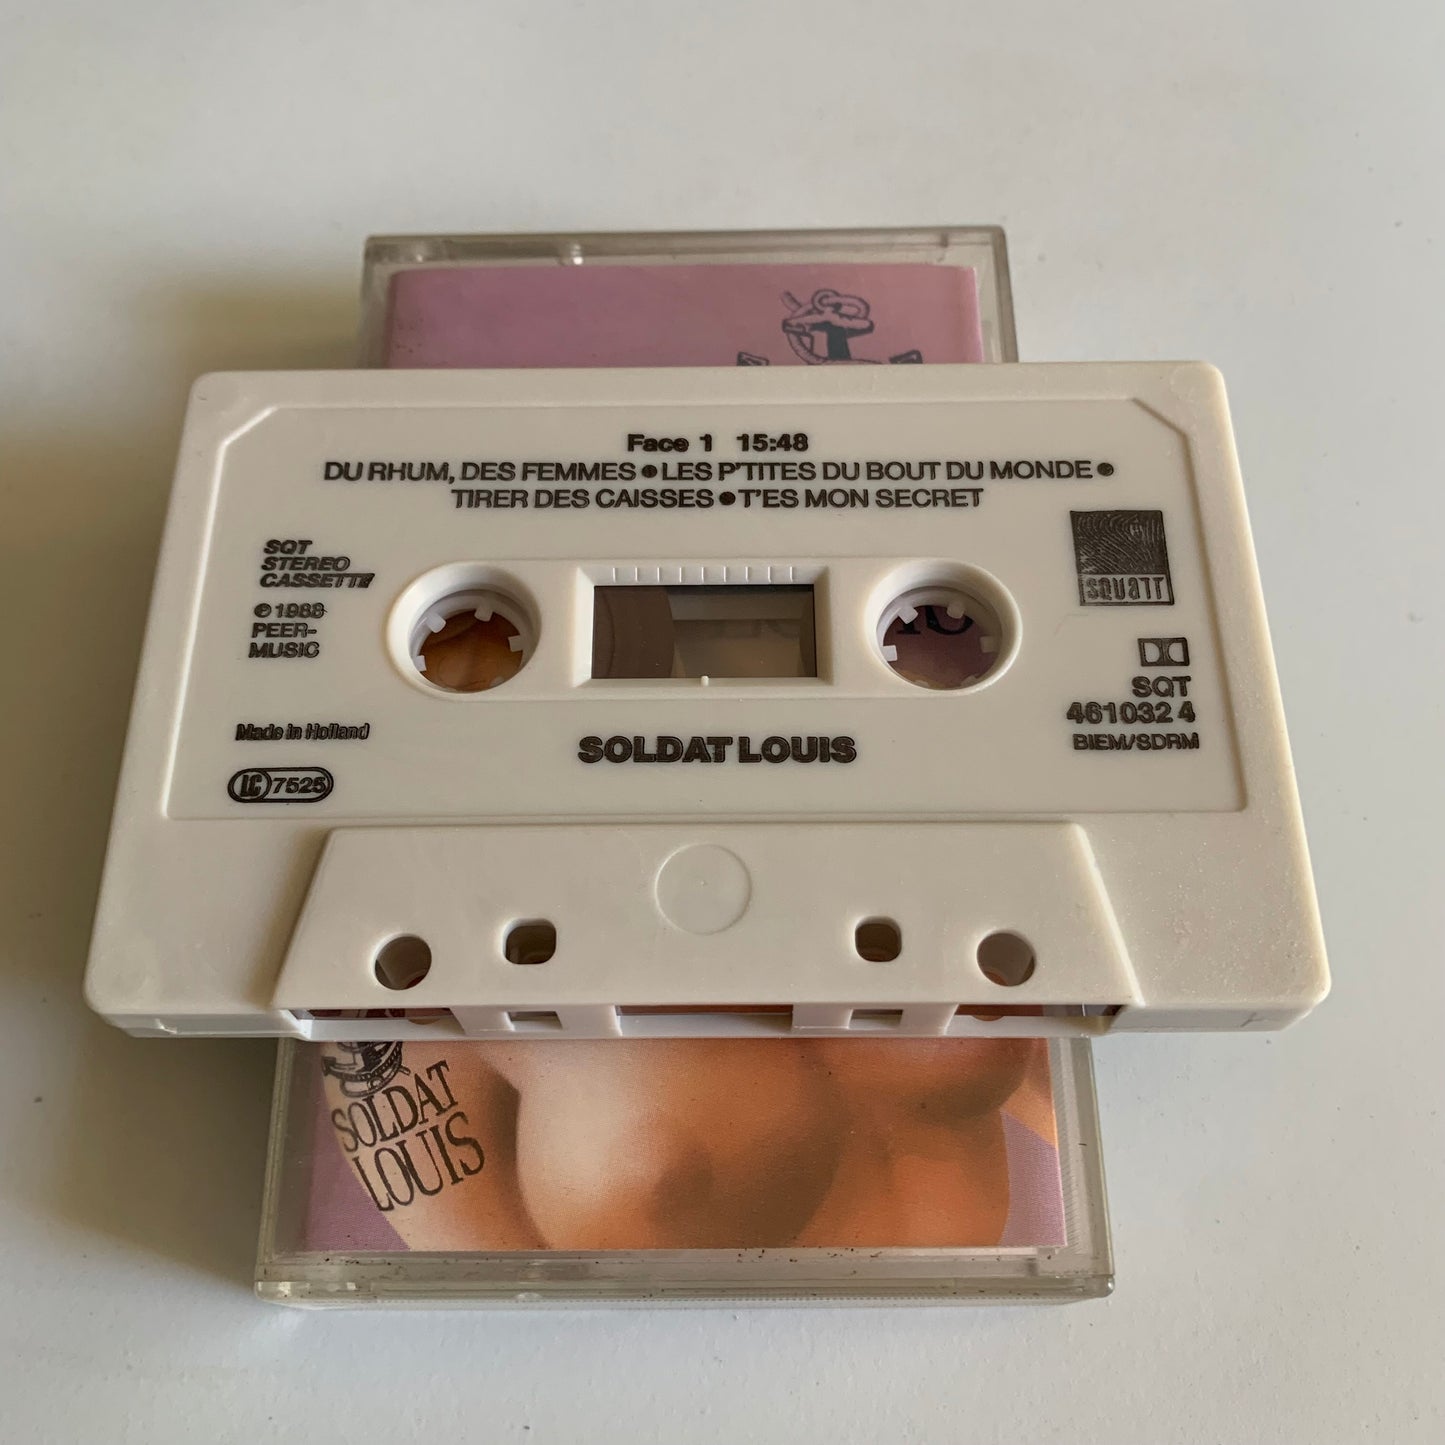 Face 1 15:48
DU RHUM, DES FEMMES ● LES P'TITES DU BOUT DU MONDE ●
TIRER DES CAISSES ● T'ES MON SECRET
SQT
STEREO
CASSETTE
℗ 1988
PEER-
MUSIC
Made in Holland
LC 7525
SQUATT
SQT
461032 4
BIEM/SDRM
SOLDAT LOUIS
SOLDAT
LOUIS